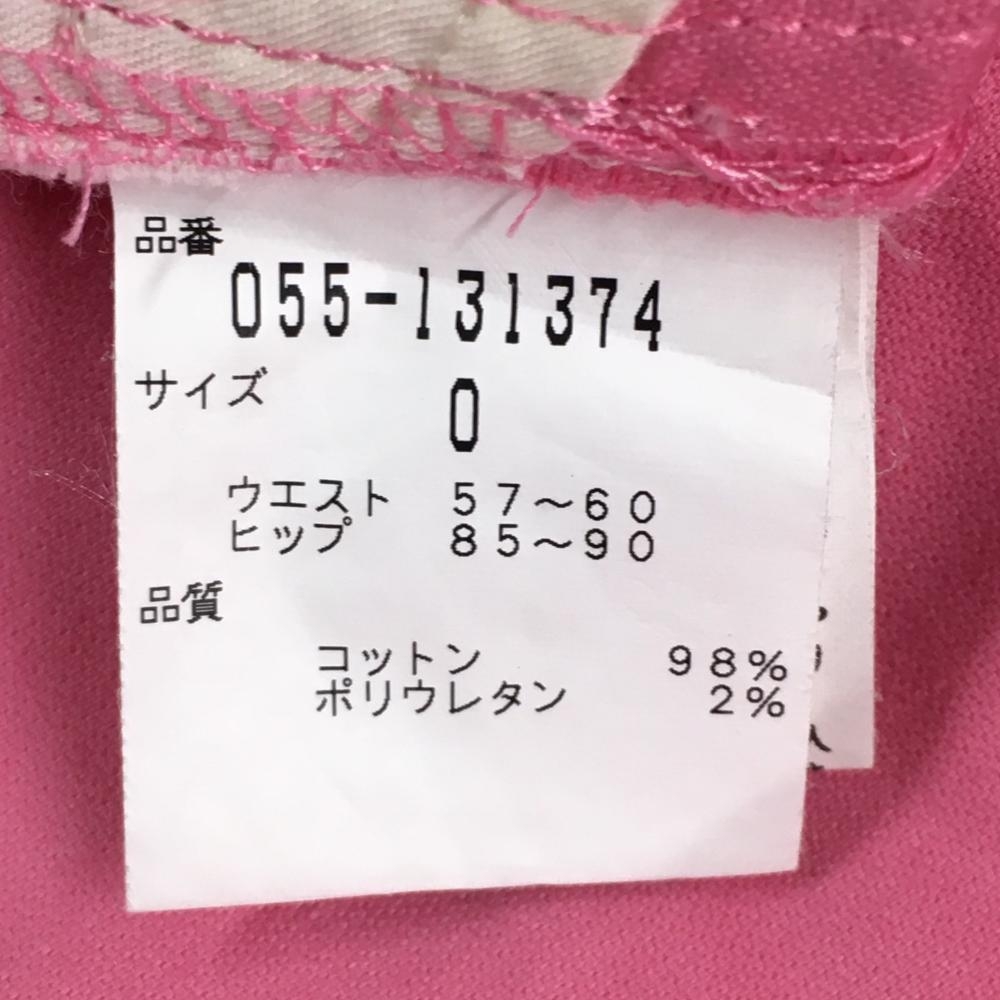 品番
055-131374
サイズ
0
ウエスト 57～60
ヒップ 85～90
品質
コットン 98%
ポリウレタン 2%